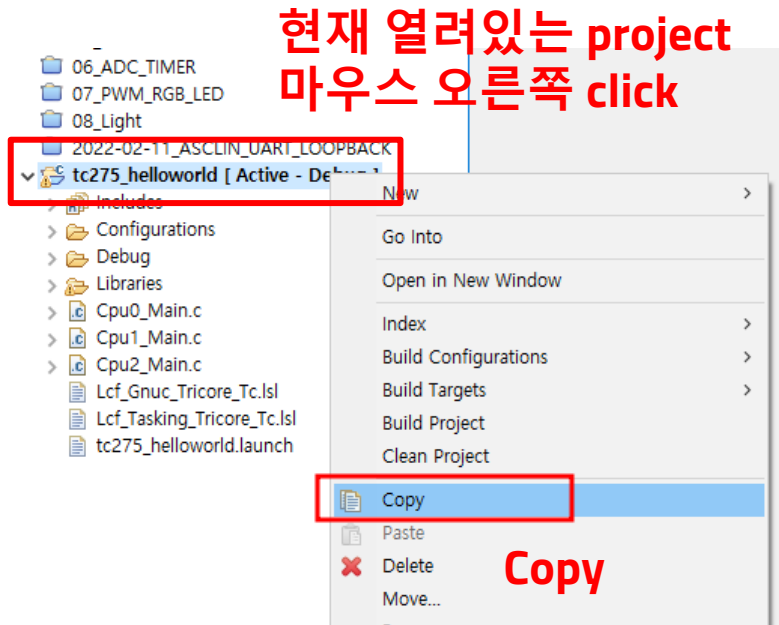 현재 열려있는 project
마우스 오른쪽 click
06_ADC_TIMER
07_PWM_RGB_LED
08_Light
2022-02-11_ASCLIN_UART_LOOPBACK
tc275_helloworld [ Active - Debug ]
Includes
Configurations
Debug
Libraries
Cpu0_Main.c
Cpu1_Main.c
Cpu2_Main.c
Lcf_Gnuc_Tricore_Tc.lsl
Lcf_Tasking_Tricore_Tc.lsl
tc275_helloworld.launch
New
Go Into
Open in New Window
Index
Build Configurations
Build Targets
Build Project
Clean Project
Copy
Paste
Delete
Copy
Move...